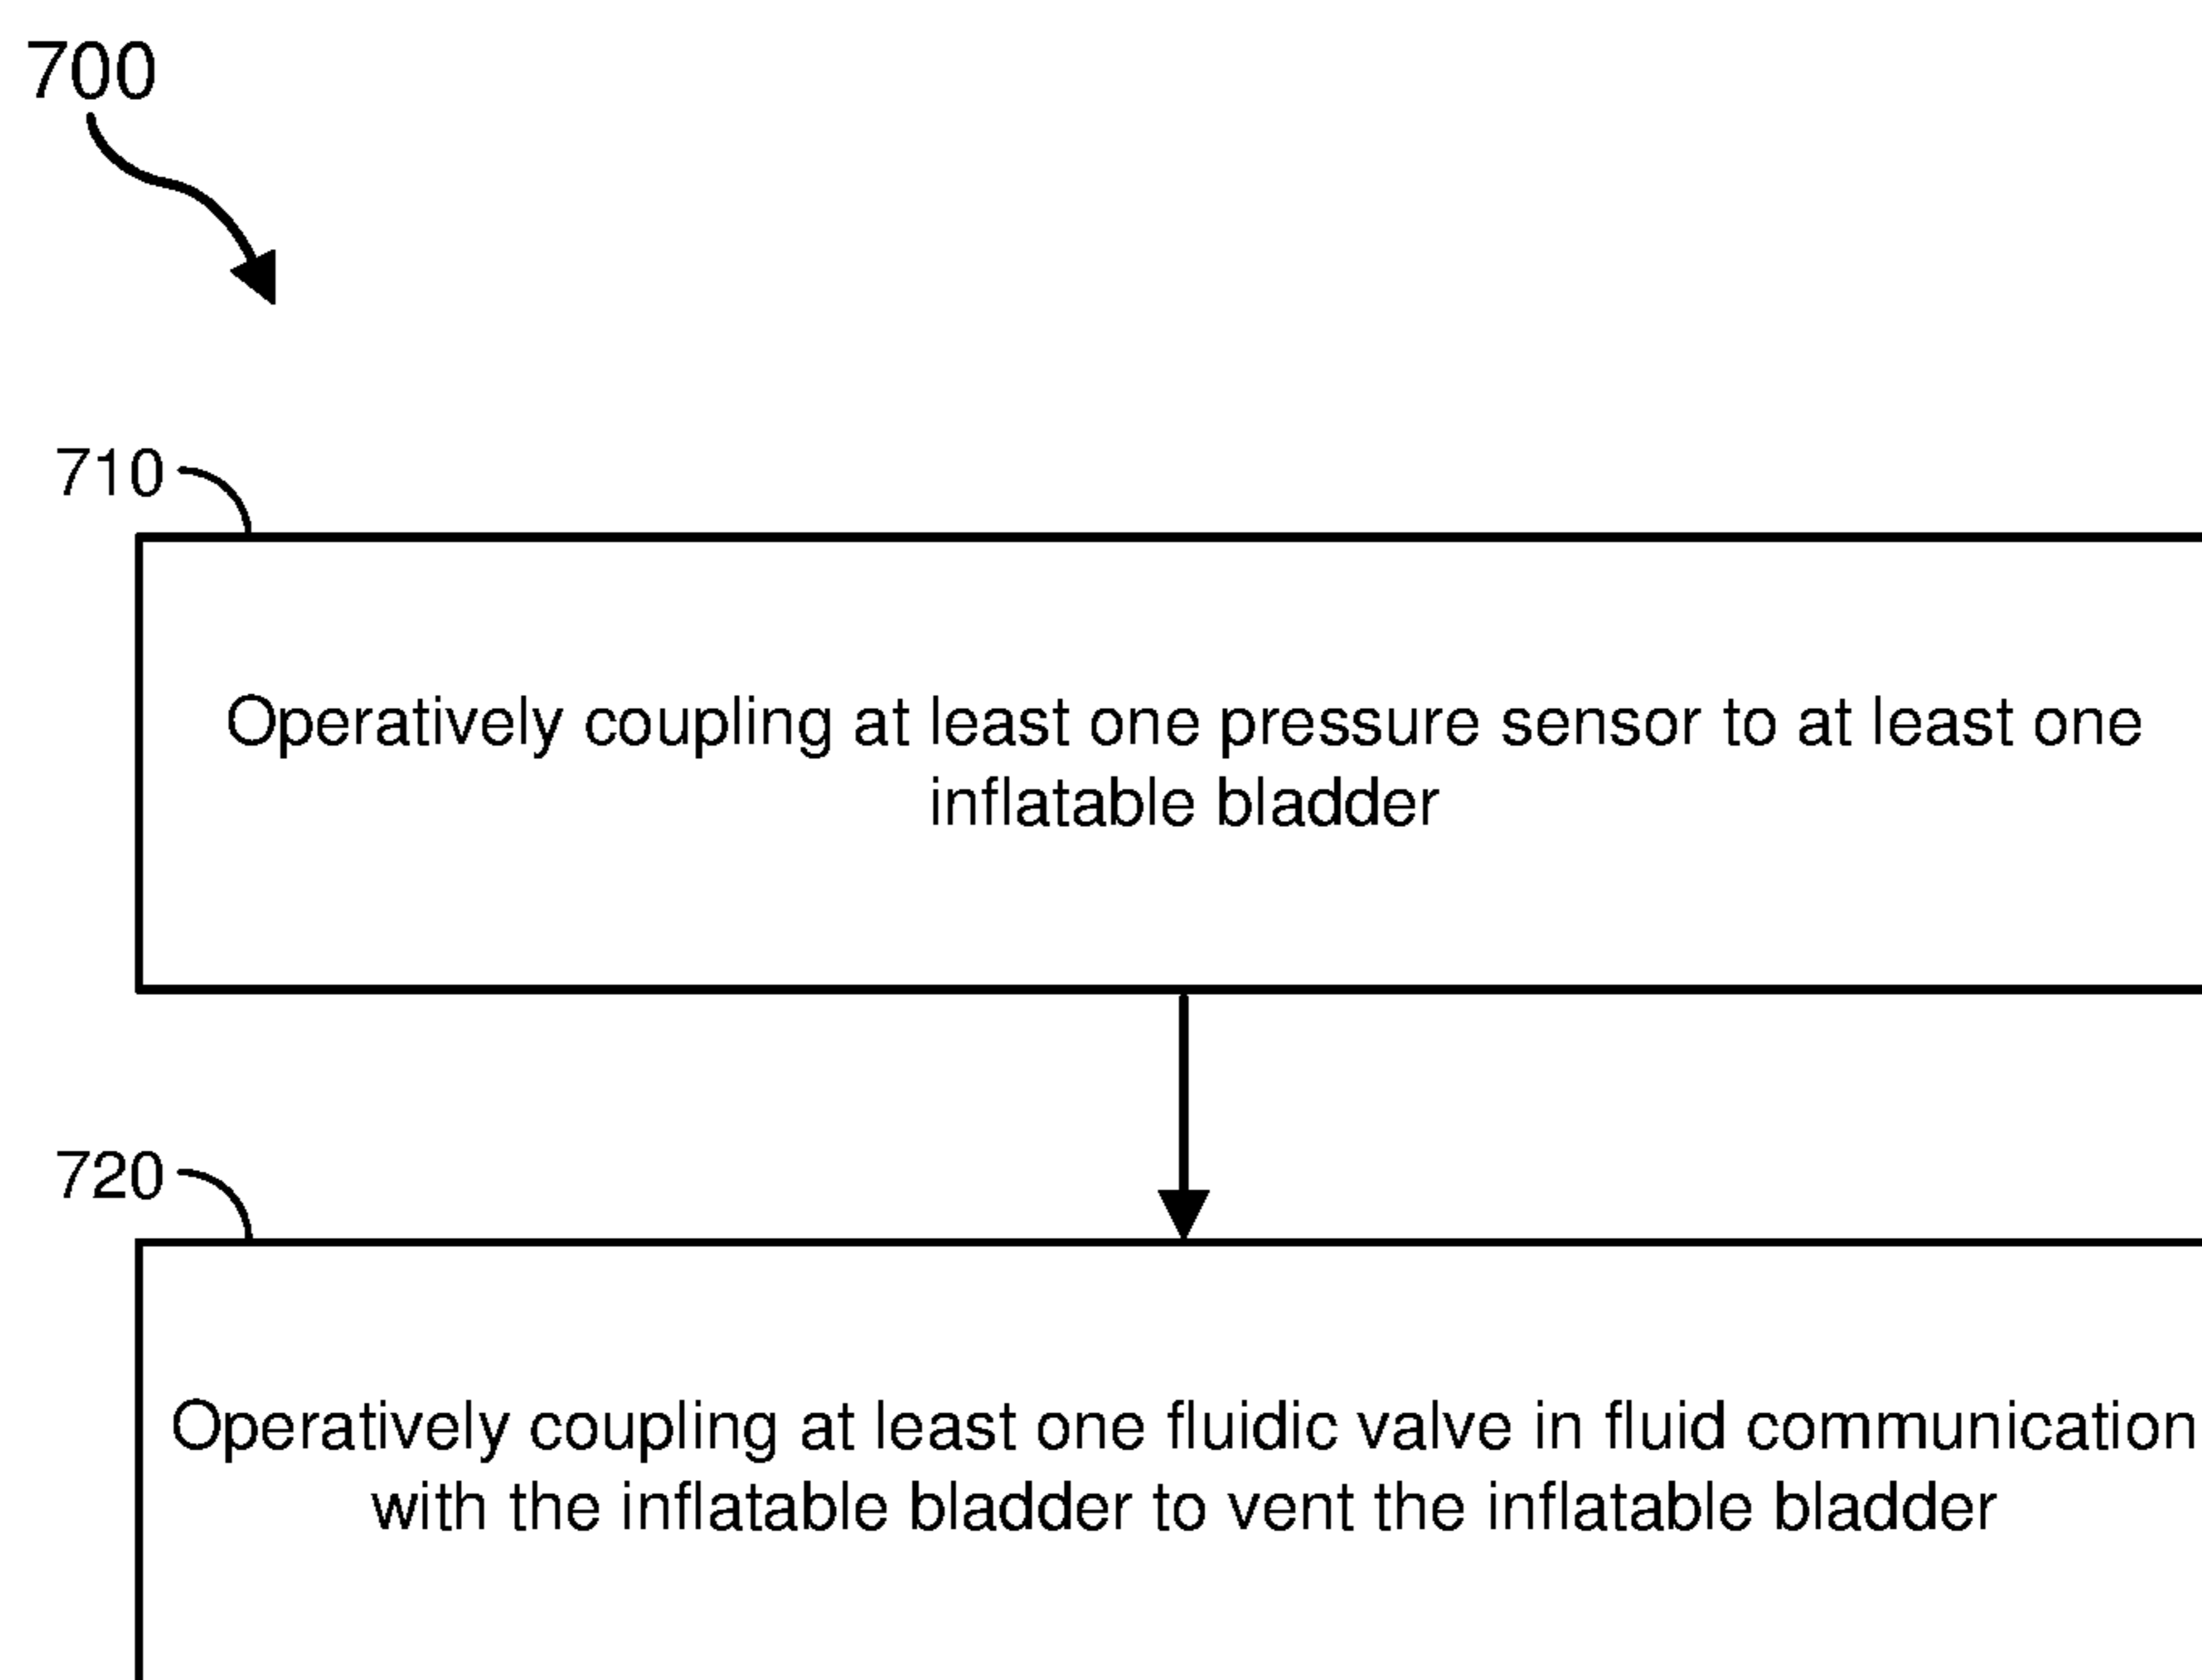 700
710
Operatively coupling at least one pressure sensor to at least one
inflatable bladder
720
Operatively coupling at least one fluidic valve in fluid communication
with the inflatable bladder to vent the inflatable bladder